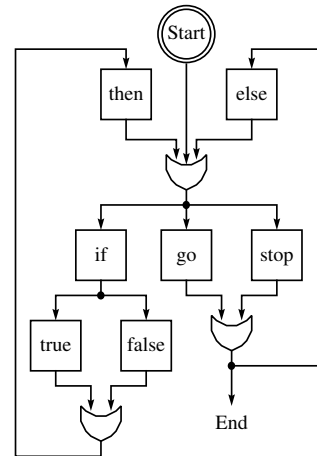 Start
then
else
if
go
stop
true
false
End